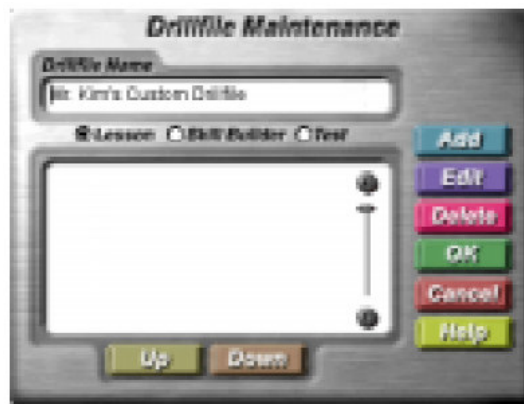 Drillfile Maintenance
Drillfile Name
Mr. Kim's Custom Drillfile
Lesson Skill Builder Test
Add
Edit
Delete
OK
Cancel
Help
Up Down